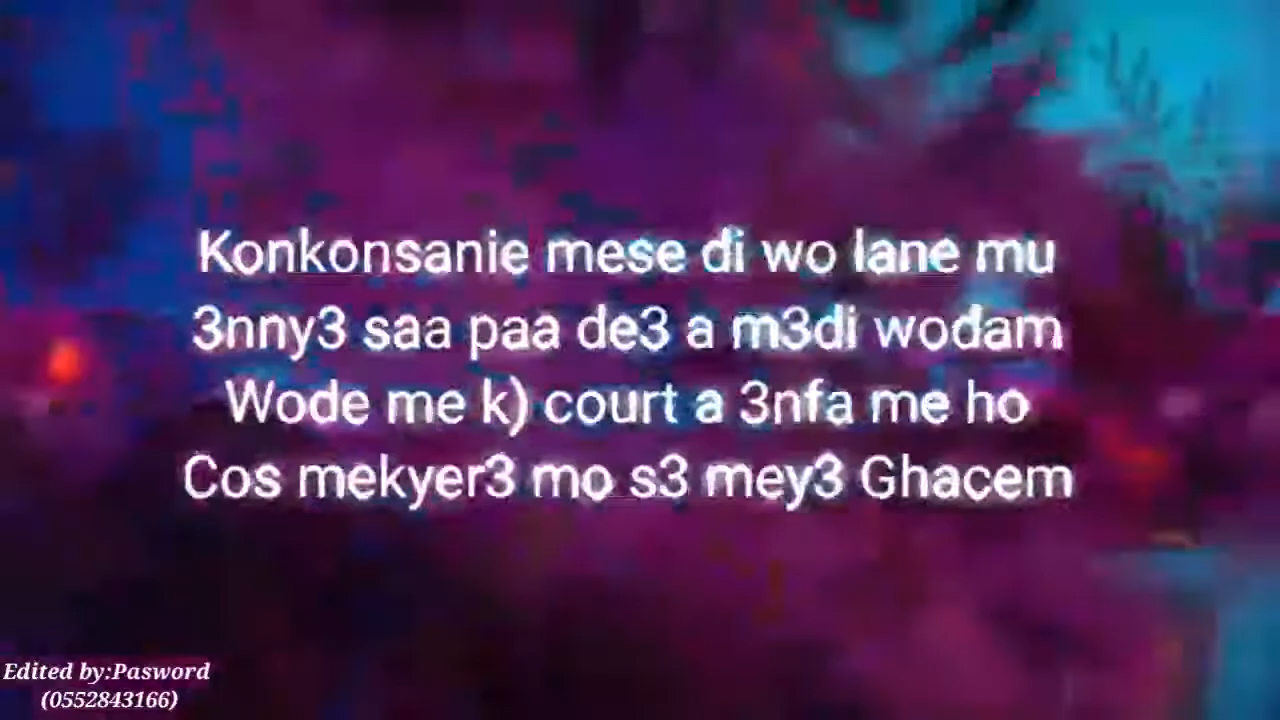 Konkonsanie mese di wo lane mu
3nny3 saa paa de3 a m3di wodam
Wode me k) court a 3nfa me ho
Cos mekyer3 mo s3 mey3 Ghacem
Edited by:Pasword
(0552843166)